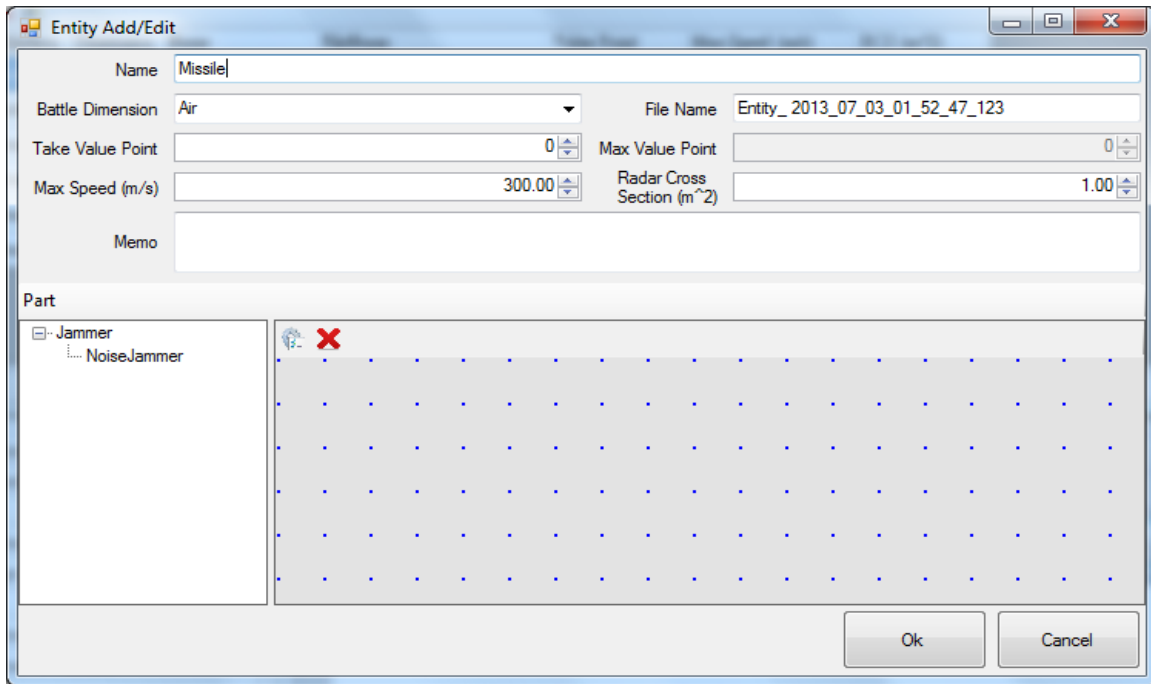 Entity Add/Edit
Name Missile
Battle Dimension Air File Name Entity_ 2013_07_03_01_52_47_123
Take Value Point 0 Max Value Point 0
Max Speed (m/s) 300.00 Radar Cross
Section (m^2) 1.00
Memo
Part
Jammer
NoiseJammer
Ok Cancel